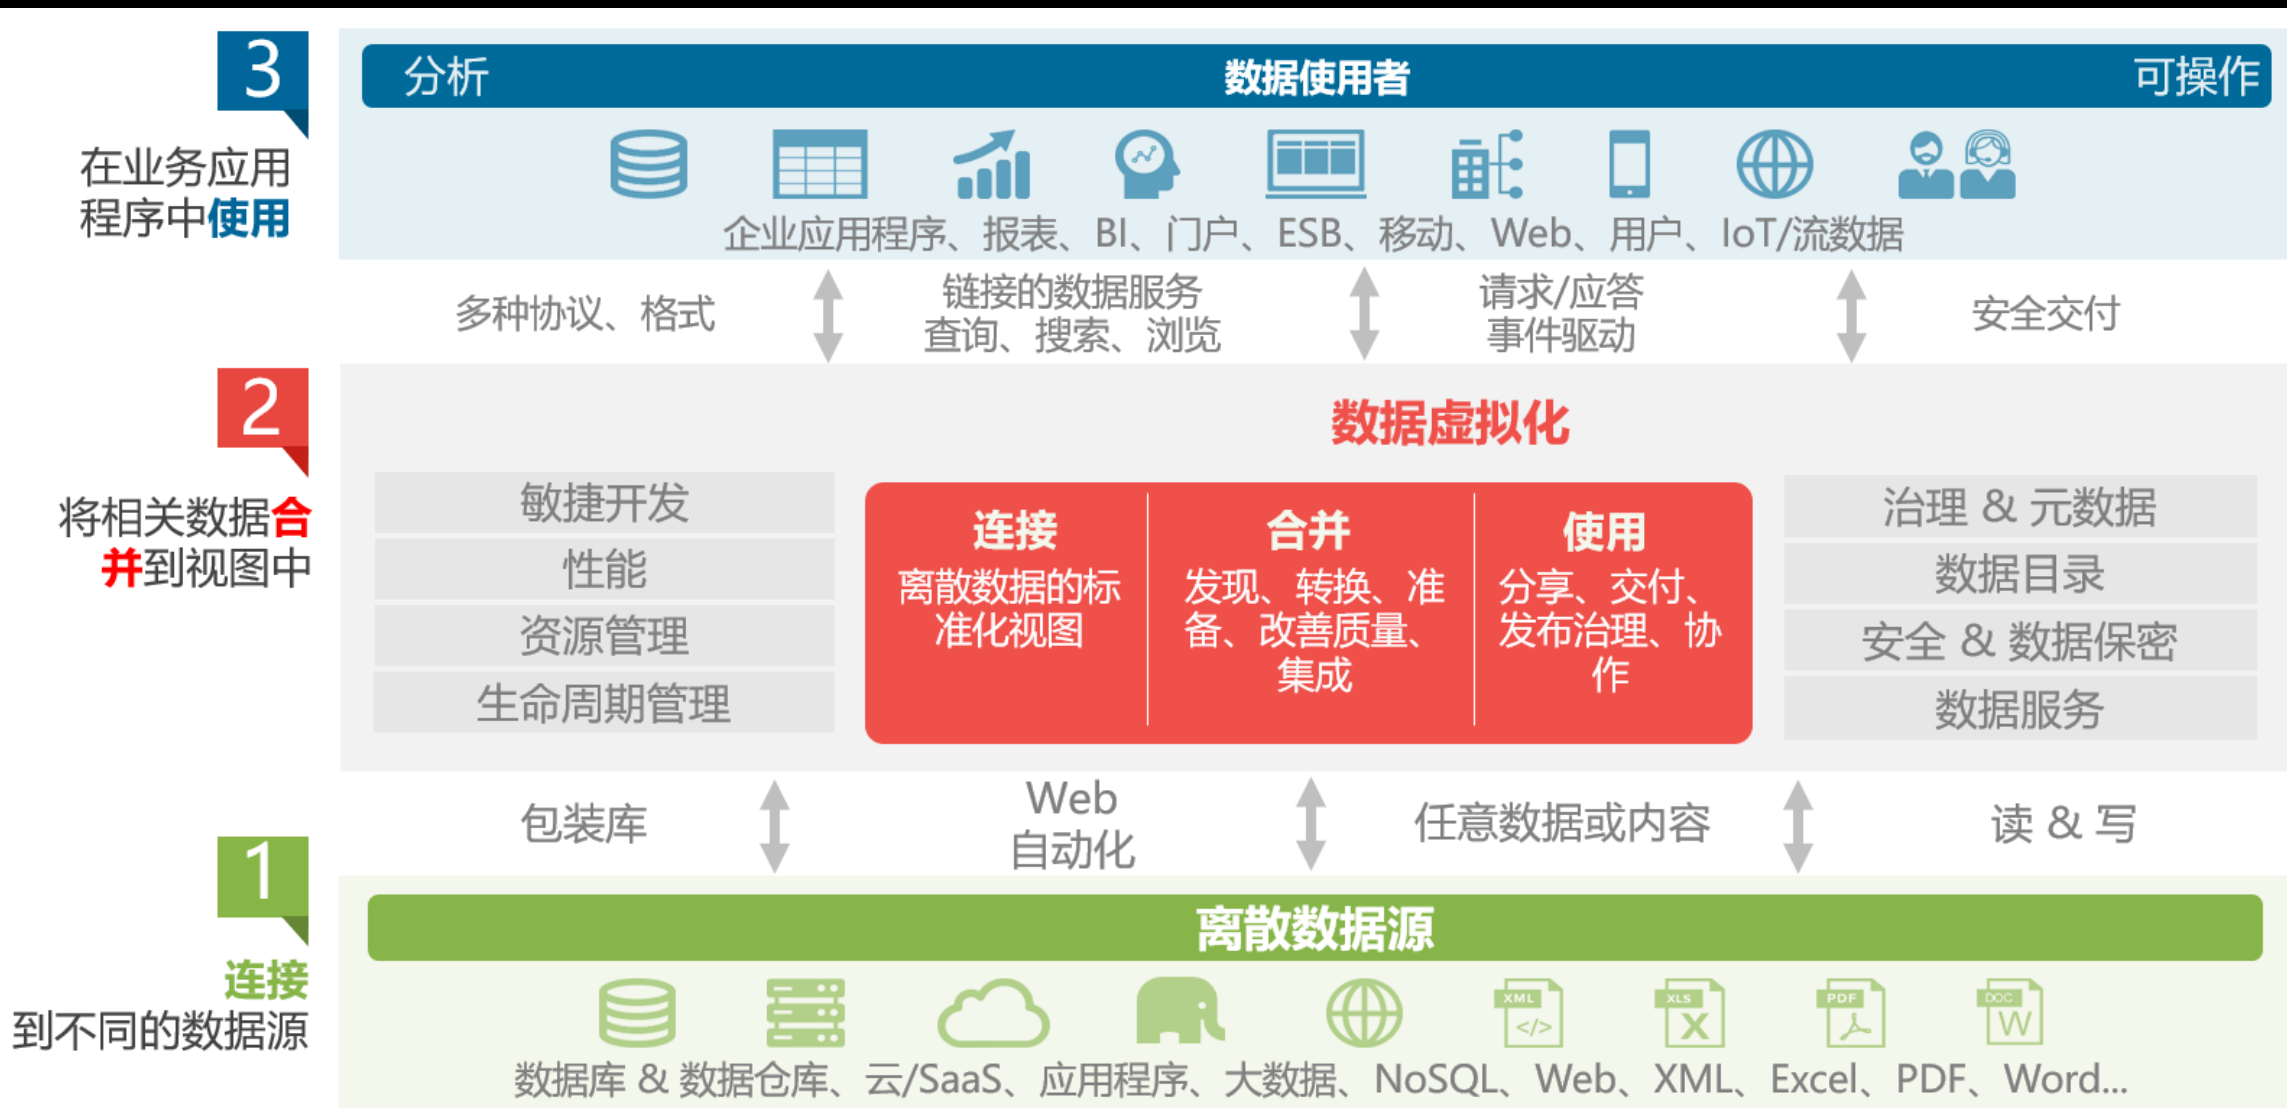 3
在业务应用
程序中使用
分析 数据使用者 可操作
企业应用程序、报表、BI、门户、ESB、移动、Web、用户、IoT/流数据
多种协议、格式
链接的数据服务
查询、搜索、浏览
请求/应答
事件驱动
安全交付
2
将相关数据合
并到视图中
数据虚拟化
敏捷开发
性能
资源管理
生命周期管理
连接
离散数据的标
准化视图
合并
发现、转换、准
备、改善质量、
集成
使用
分享、交付、
发布治理、协
作
治理 & 元数据
数据目录
安全 & 数据保密
数据服务
包装库
Web
自动化
任意数据或内容
读 & 写
1
连接
到不同的数据源
离散数据源
XML
</>
XLS
X
PDF
DOC
W
数据库 & 数据仓库、云/SaaS、应用程序、大数据、NoSQL、Web、XML、Excel、PDF、Word...